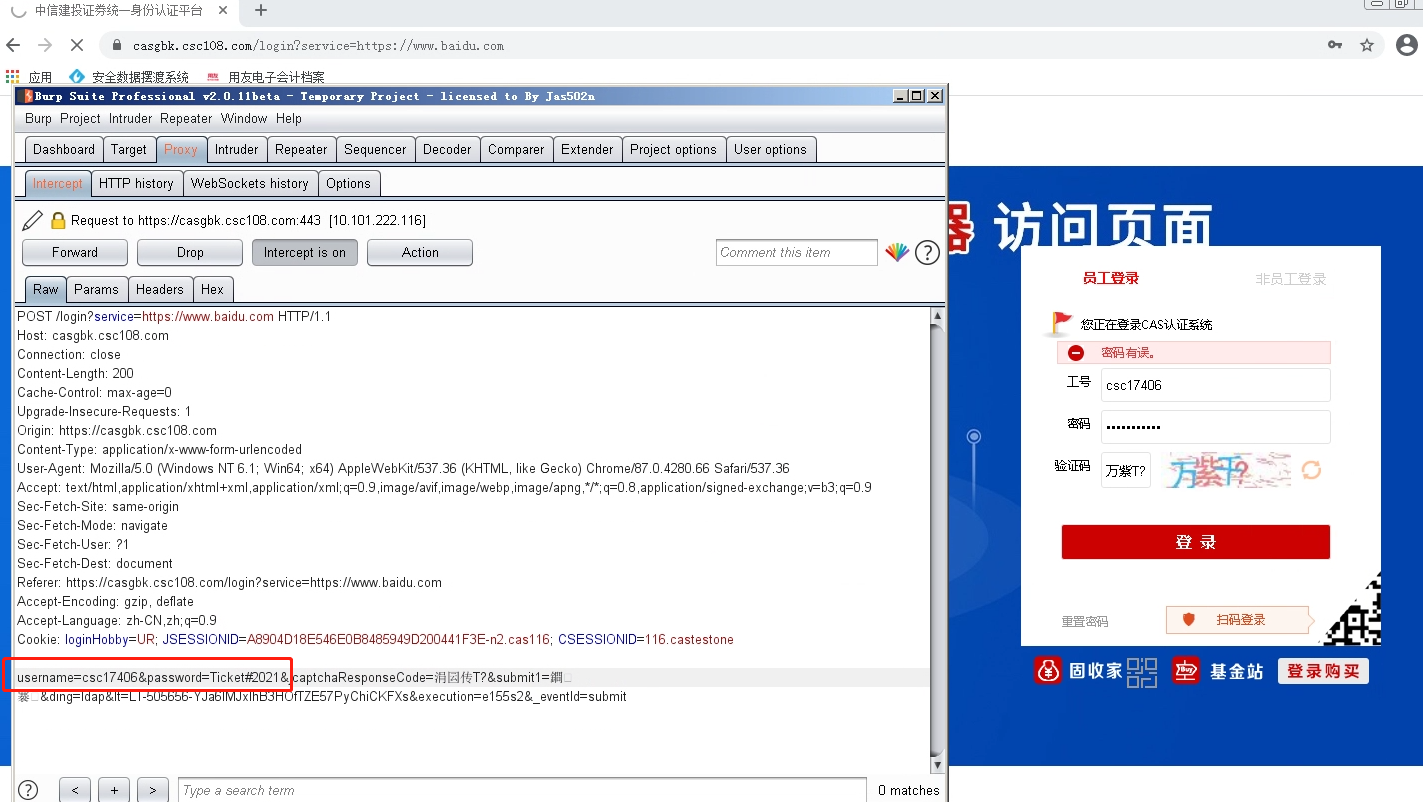 中信建投证券统一身份认证平台
casgbk.csc108.com/login?service=https://www.baidu.com
应用 安全数据摆渡系统 用友电子会计档案
Burp Suite Professional v2.0.11beta - Temporary Project - licensed to By Jas502n
Burp Project Intruder Repeater Window Help
Dashboard Target Proxy Intruder Repeater Sequencer Decoder Comparer Extender Project options User options
Intercept HTTP history WebSockets history Options
Request to https://casgbk.csc108.com:443 [10.101.222.116]
Forward Drop Intercept is on Action Comment this item ?
Raw Params Headers Hex
POST /login?service=https://www.baidu.com HTTP/1.1
Host: casgbk.csc108.com
Connection: close
Content-Length: 200
Cache-Control: max-age=0
Upgrade-Insecure-Requests: 1
Origin: https://casgbk.csc108.com
Content-Type: application/x-www-form-urlencoded
User-Agent: Mozilla/5.0 (Windows NT 6.1; Win64; x64) AppleWebKit/537.36 (KHTML, like Gecko) Chrome/87.0.4280.66 Safari/537.36
Accept: text/html,application/xhtml+xml,application/xml;q=0.9,image/avif,image/webp,image/apng,*/*;q=0.8,application/signed-exchange;v=b3;q=0.9
Sec-Fetch-Site: same-origin
Sec-Fetch-Mode: navigate
Sec-Fetch-User: ?1
Sec-Fetch-Dest: document
Referer: https://casgbk.csc108.com/login?service=https://www.baidu.com
Accept-Encoding: gzip, deflate
Accept-Language: zh-CN,zh;q=0.9
Cookie: loginHobby=UR; JSESSIONID=A8904D18E546E0B8485949D200441F3E-n2.cas116; CSESSIONID=116.castestone
username=csc17406&password=Ticket#2021&captchaResponseCode=
&submit1=
&execution=e155s2&_eventId=submit
? < + > Type a search term 0 matches
器 访问页面
员工登录 非员工登录
您正在登录CAS认证系统
密码有误。
工号 csc17406
密码 •••••••••••
验证码 万紫T? 万紫千?
登 录
重置密码 扫码登录
固收家 基金站 登录购买